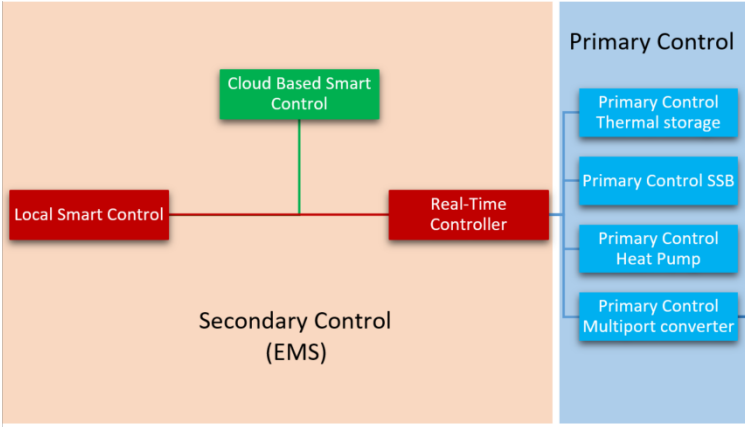 Primary Control
Cloud Based Smart
Control
Primary Control
Thermal storage
Primary Control SSB
Local Smart Control
Real-Time
Controller
Primary Control
Heat Pump
Primary Control
Multiport converter
Secondary Control
(EMS)